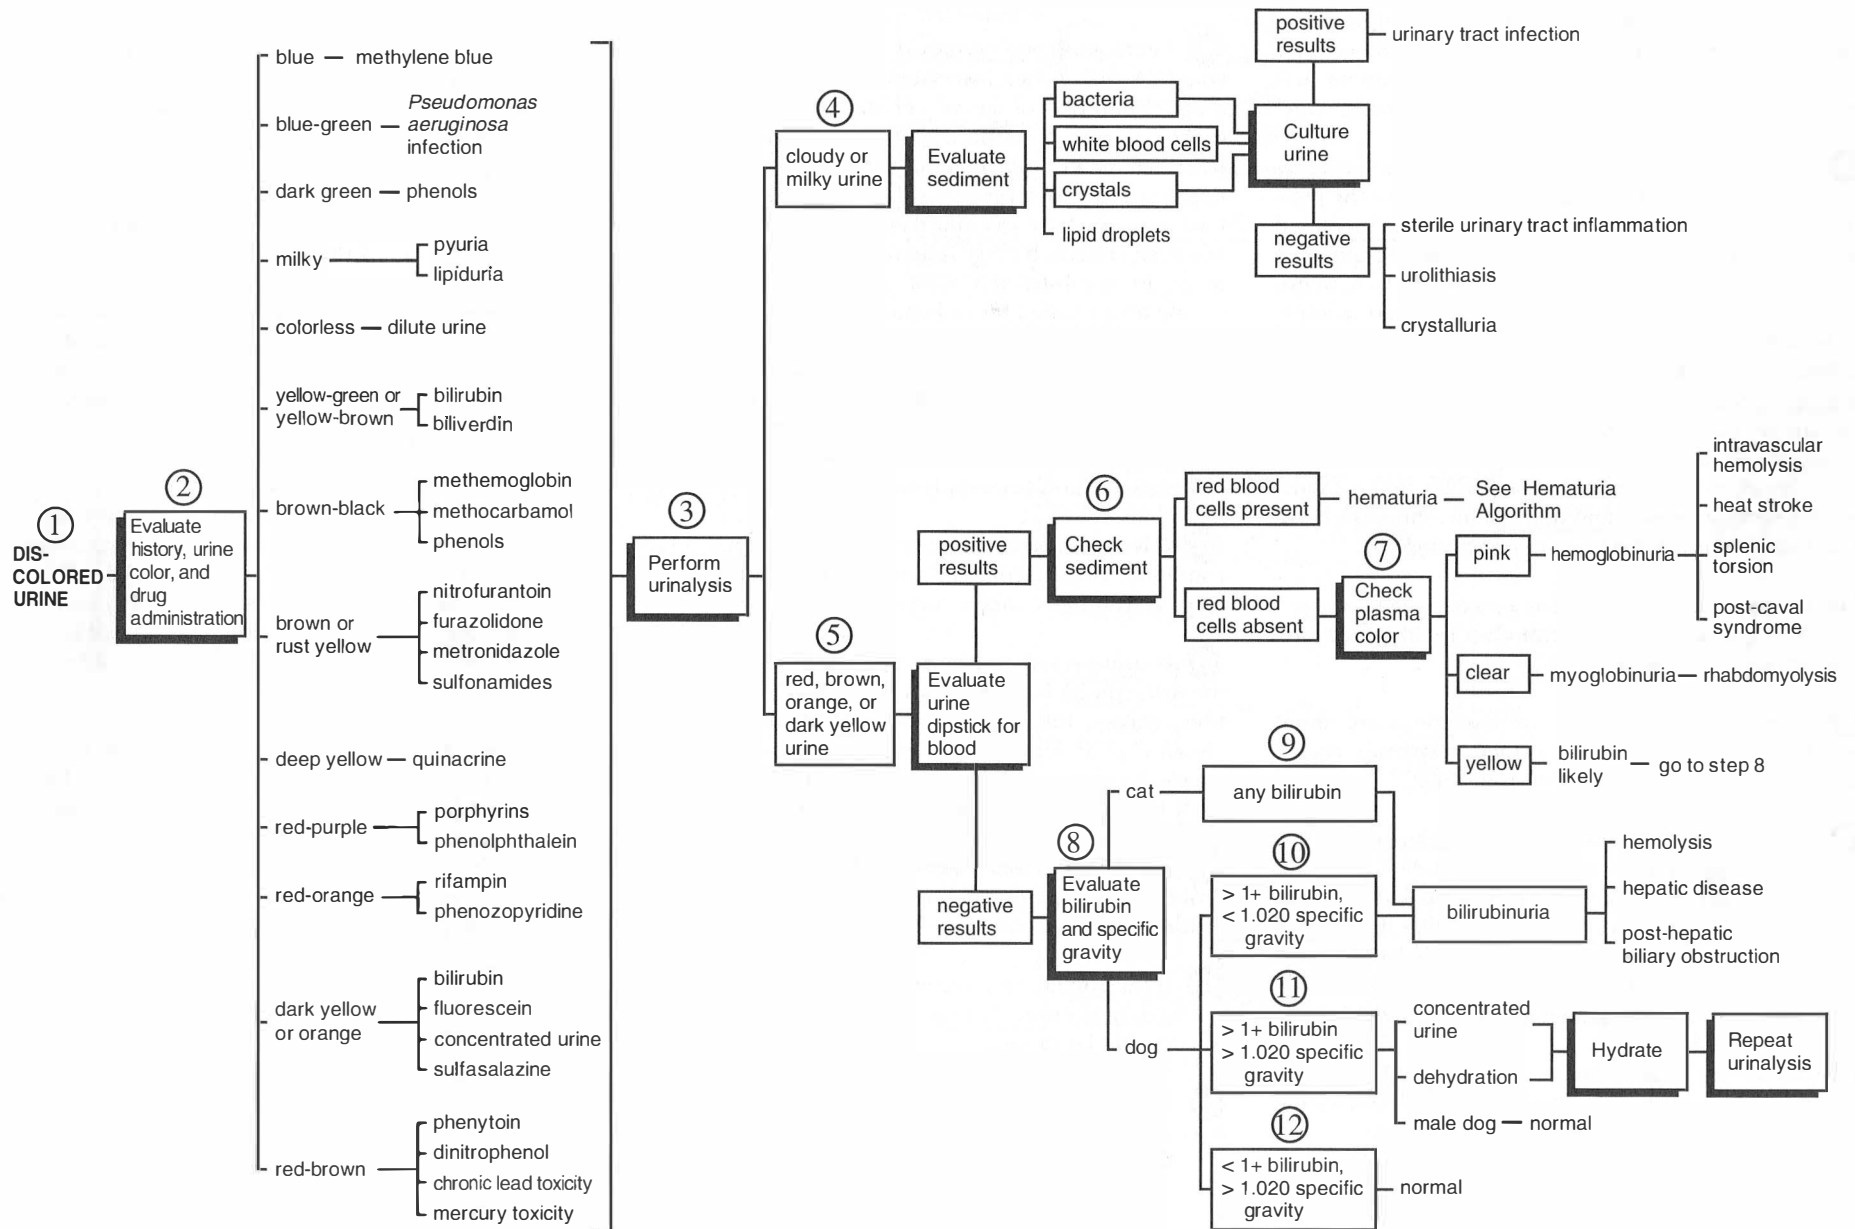 ①
DIS-
COLORED
URINE
②
Evaluate
history, urine
color, and
drug
administration
blue — methylene blue
blue-green — Pseudomonas
aeruginosa
infection
dark green — phenols
milky
pyuria
lipiduria
colorless — dilute urine
yellow-green or
yellow-brown
bilirubin
biliverdin
brown-black
methemoglobin
methocarbamol
phenols
brown or
rust yellow
nitrofurantoin
furazolidone
metronidazole
sulfonamides
deep yellow — quinacrine
red-purple
porphyrins
phenolphthalein
red-orange
rifampin
phenozopyridine
dark yellow
or orange
bilirubin
fluorescein
concentrated urine
sulfasalazine
red-brown
phenytoin
dinitrophenol
chronic lead toxicity
mercury toxicity
③
Perform
urinalysis
④
cloudy or
milky urine
Evaluate
sediment
bacteria
white blood cells
crystals
lipid droplets
Culture
urine
positive
results
urinary tract infection
negative
results
sterile urinary tract inflammation
urolithiasis
crystalluria
⑤
red, brown,
orange, or
dark yellow
urine
Evaluate
urine
dipstick for
blood
positive
results
⑥
Check
sediment
red blood
cells present
hematuria — See Hematuria
Algorithm
red blood
cells absent
⑦
Check
plasma
color
pink
hemoglobinuria
intravascular
hemolysis
heat stroke
splenic
torsion
post-caval
syndrome
clear
myoglobinuria — rhabdomyolysis
yellow
bilirubin
likely
go to step 8
negative
results
⑧
Evaluate
bilirubin
and specific
gravity
cat
⑨
any bilirubin
dog
⑩
> 1+ bilirubin,
< 1.020 specific
gravity
bilirubinuria
hemolysis
hepatic disease
post-hepatic
biliary obstruction
⑪
> 1+ bilirubin
> 1.020 specific
gravity
concentrated
urine
dehydration
male dog — normal
Hydrate
Repeat
urinalysis
⑫
< 1+ bilirubin,
> 1.020 specific
gravity
normal